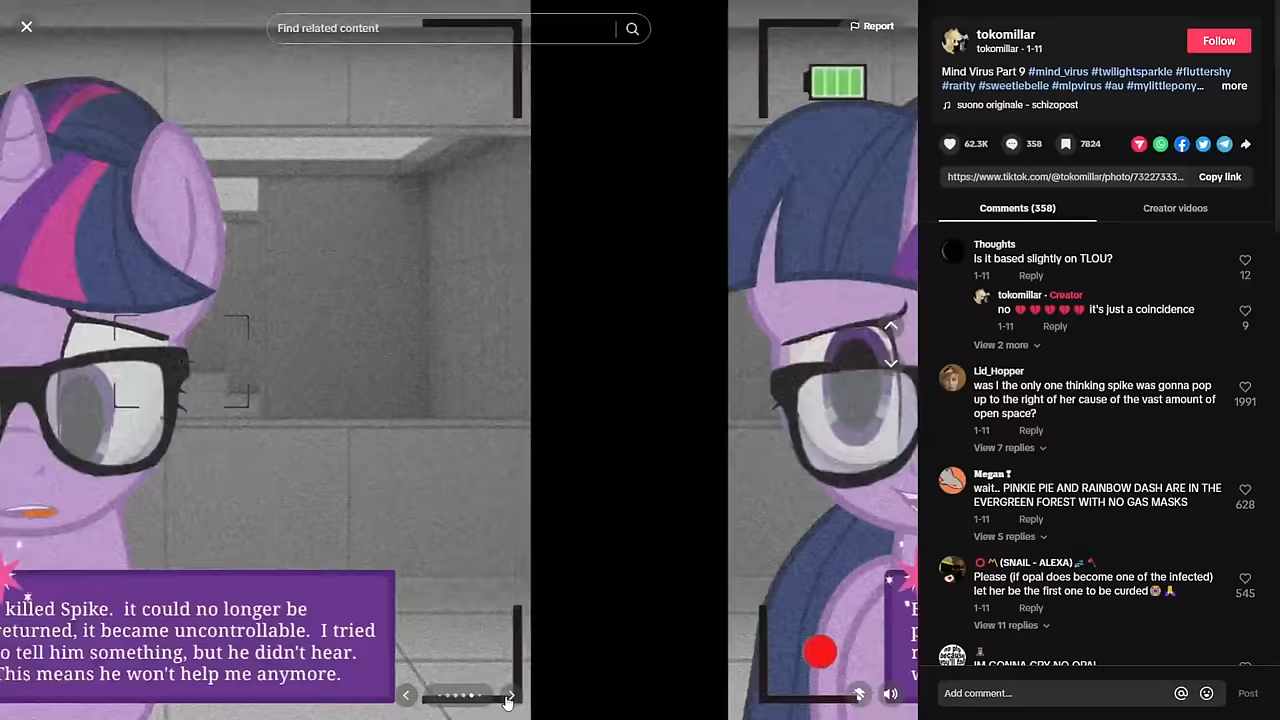 Find related content
Report
killed Spike. it could no longer be
returned, it became uncontrollable. I tried
o tell him something, but he didn't hear.
This means he won't help me anymore.
tokomillar
tokomillar · 1-11
Follow
Mind Virus Part 9 #mind_virus #twilightsparkle #fluttershy
#rarity #sweetiebelle #mlpvirus #au #mylittlepony... more
suono originale - schizopost
62.3K
358
7824
https://www.tiktok.com/@tokomillar/photo/73227333...
Copy link
Comments (358)
Creator videos
Thoughts
Is it based slightly on TLOU?
1-11 Reply
12
tokomillar · Creator
no 💔 💔 💔 💔 💔 it's just a coincidence
1-11 Reply
9
View 2 more
Lid_Hopper
was I the only one thinking spike was gonna pop
up to the right of her cause of the vast amount of
open space?
1-11 Reply
1991
View 7 replies
Megan
wait.. PINKIE PIE AND RAINBOW DASH ARE IN THE
EVERGREEN FOREST WITH NO GAS MASKS
1-11 Reply
628
View 5 replies
(SNAIL - ALEXA)
Please (if opal does become one of the infected)
let her be the first one to be curded
1-11 Reply
545
View 11 replies
IM GONNA CRY NO OPAL
Add comment...
Post